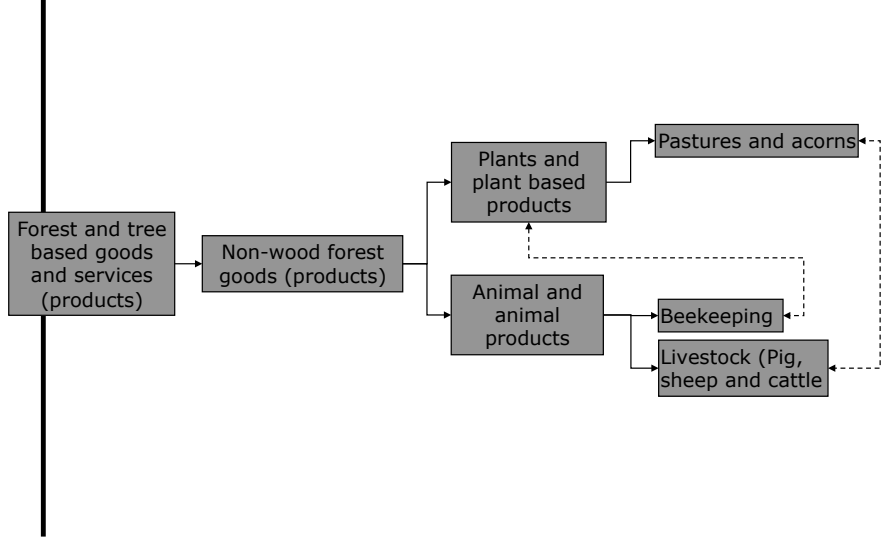 Forest and tree
based goods
and services
(products)
Non-wood forest
goods (products)
Plants and
plant based
products
Animal and
animal
products
Pastures and acorns
Beekeeping
Livestock (Pig,
sheep and cattle